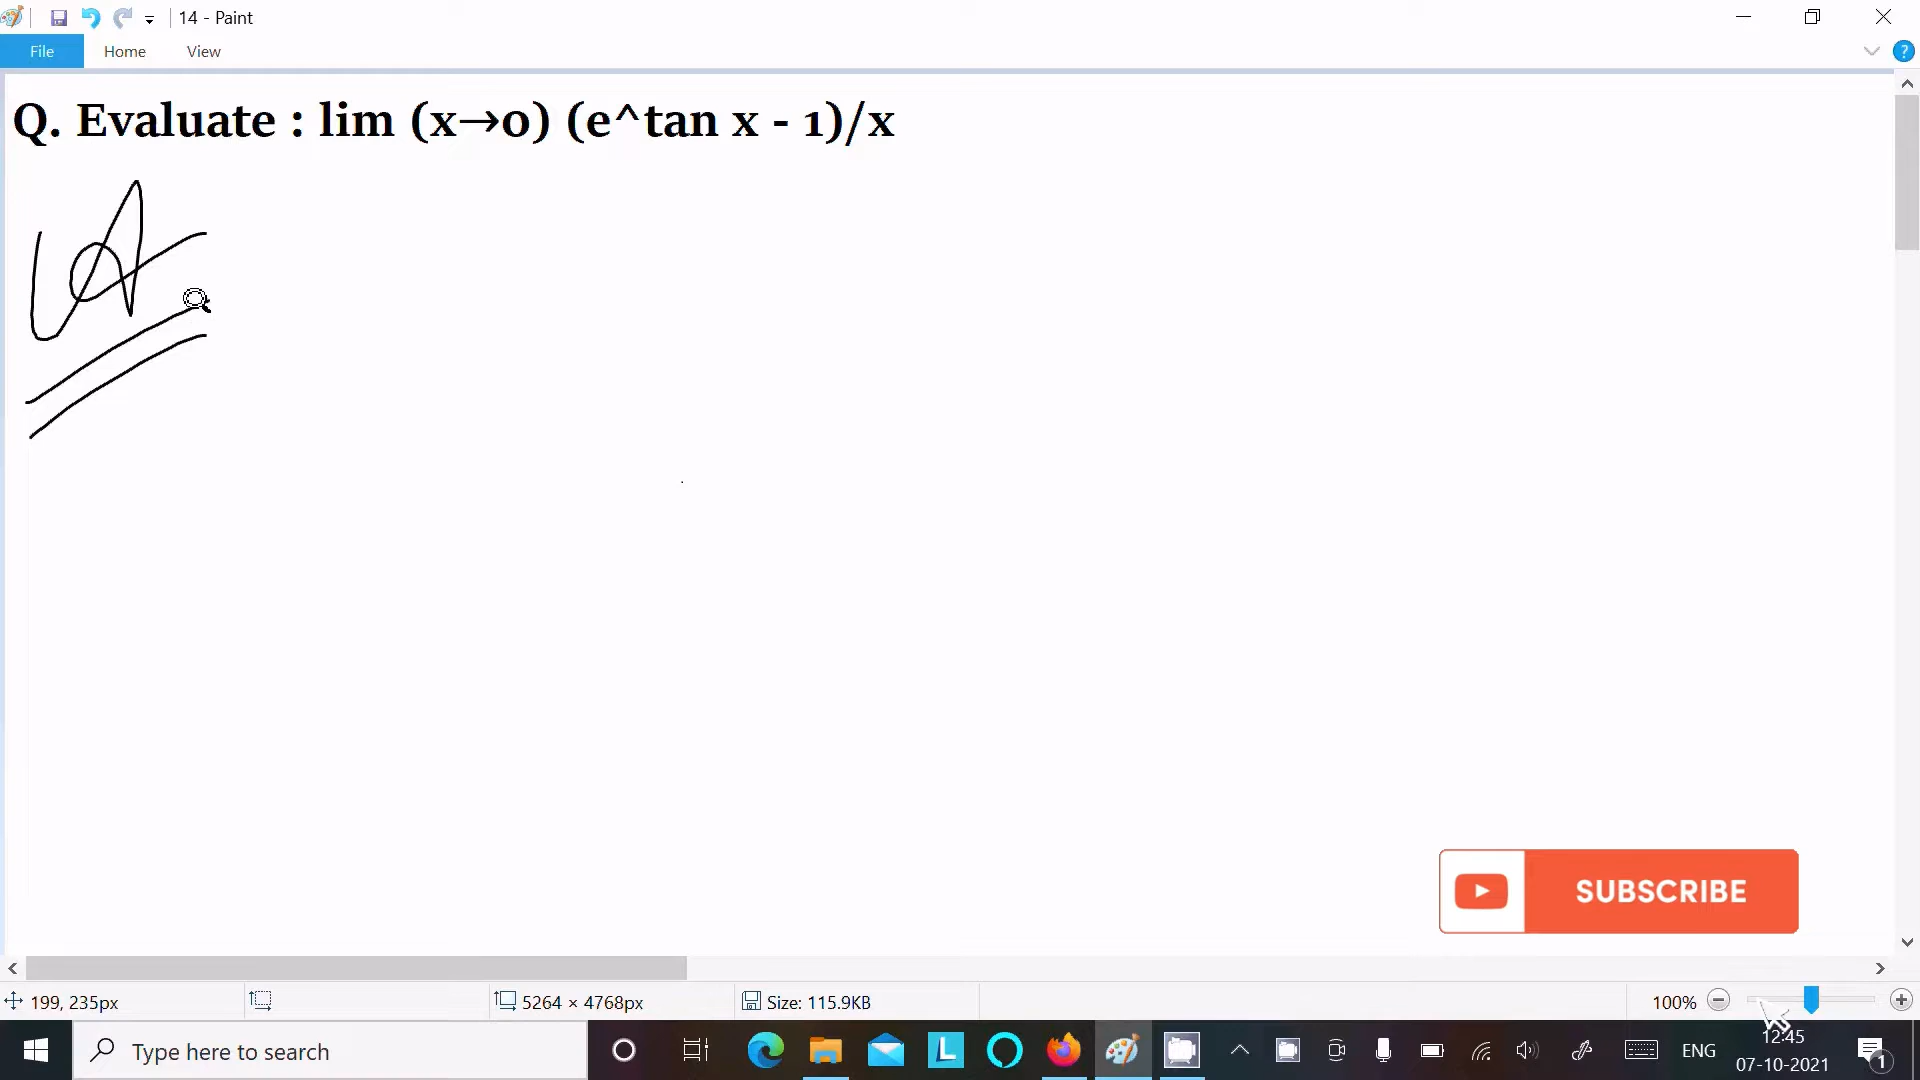 14 - Paint
File Home View
Q. Evaluate : lim (x→0) (e^tan x - 1)/x
SUBSCRIBE
199, 235px 5264 × 4768px Size: 115.9KB 100%
Type here to search
L
ENG
12:45
07-10-2021
1